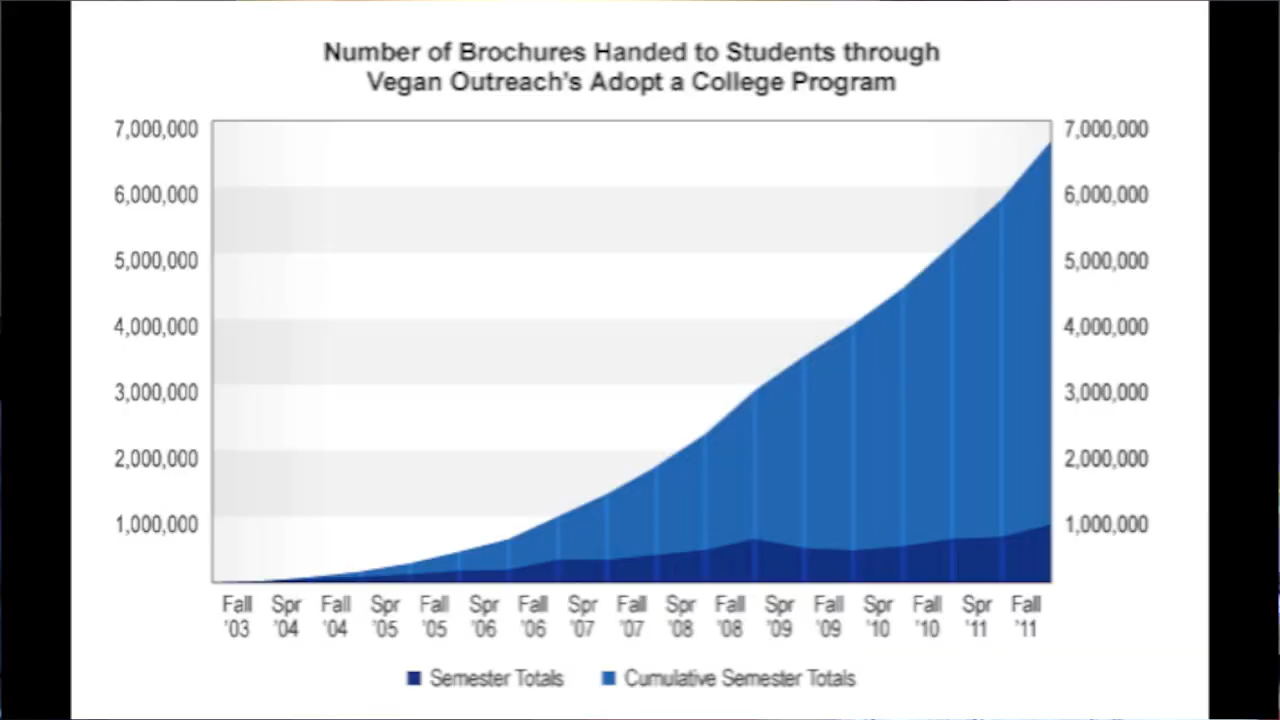 Number of Brochures Handed to Students through
Vegan Outreach's Adopt a College Program
7,000,000 7,000,000
6,000,000 6,000,000
5,000,000 5,000,000
4,000,000 4,000,000
3,000,000 3,000,000
2,000,000 2,000,000
1,000,000 1,000,000
Fall Spr Fall Spr Fall Spr Fall Spr Fall Spr Fall Spr Fall Spr Fall Spr Fall
'03 '04 '04 '05 '05 '06 '06 '07 '07 '08 '08 '09 '09 '10 '10 '11 '11
Semester Totals Cumulative Semester Totals